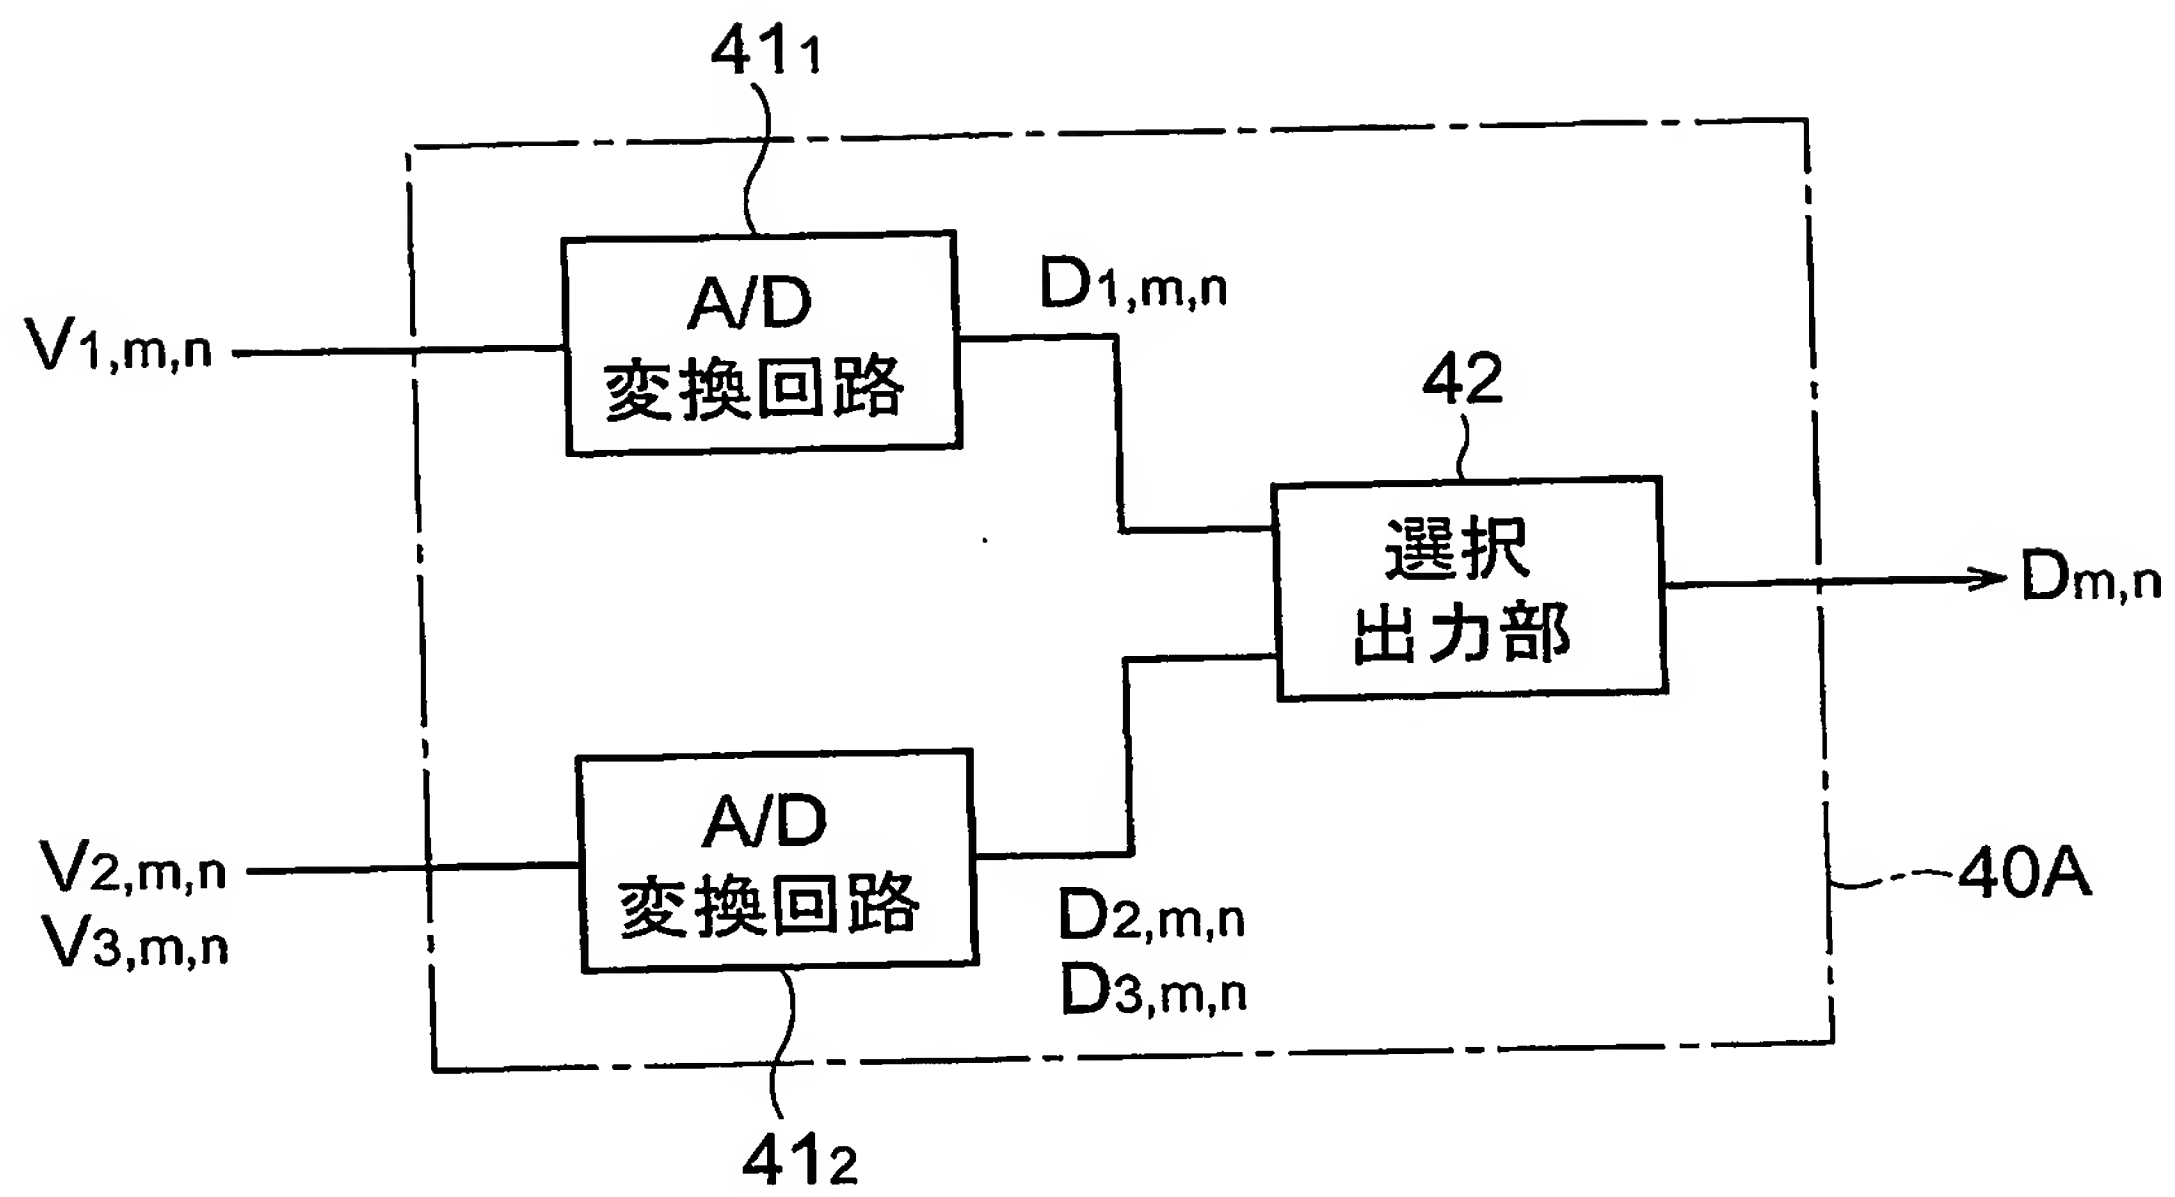 41₁
A/D
変換回路
V1,m,n
D1,m,n
42
選択
出力部
Dm,n
A/D
変換回路
V2,m,n
V3,m,n
D2,m,n
D3,m,n
40A
41₂